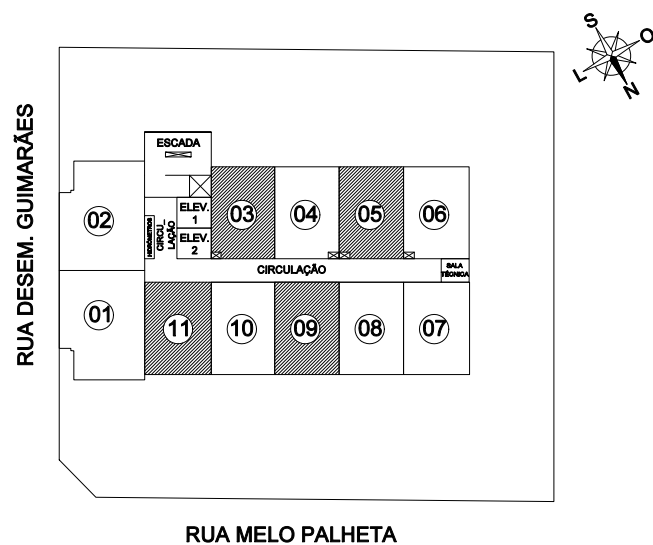 S
O
L
N
RUA DESEM. GUIMARÃES
ESCADA
ELEV.
1
ELEV.
2
HIDRÔMETROS
CIRCU_
LAÇÃO
02
03
04
05
06
CIRCULAÇÃO
SALA
TÉCNICA
01
11
10
09
08
07
RUA MELO PALHETA